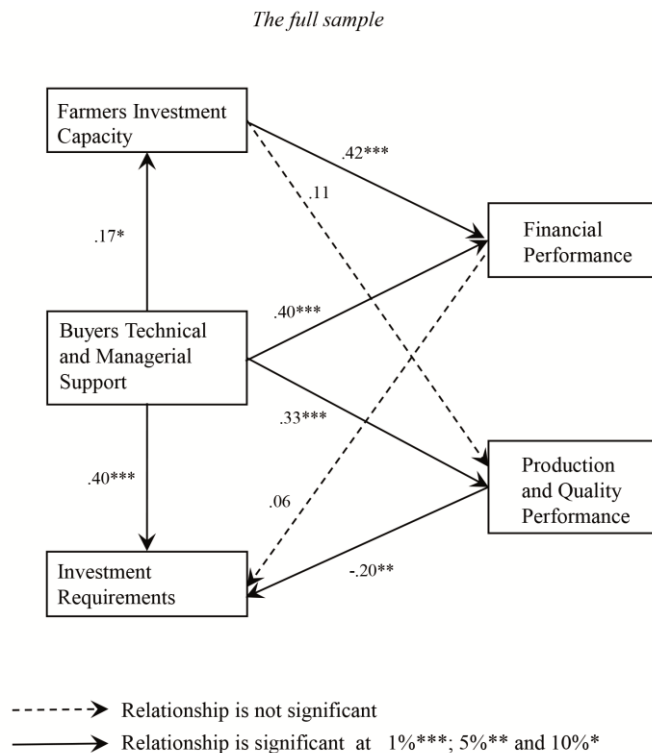 The full sample
Farmers Investment
Capacity
.42***
.11
.17*
Financial
Performance
Buyers Technical
and Managerial
Support
.40***
.33***
.40***
.06
Production
and Quality
Performance
-.20**
Investment
Requirements
Relationship is not significant
Relationship is significant at 1%***; 5%** and 10%*